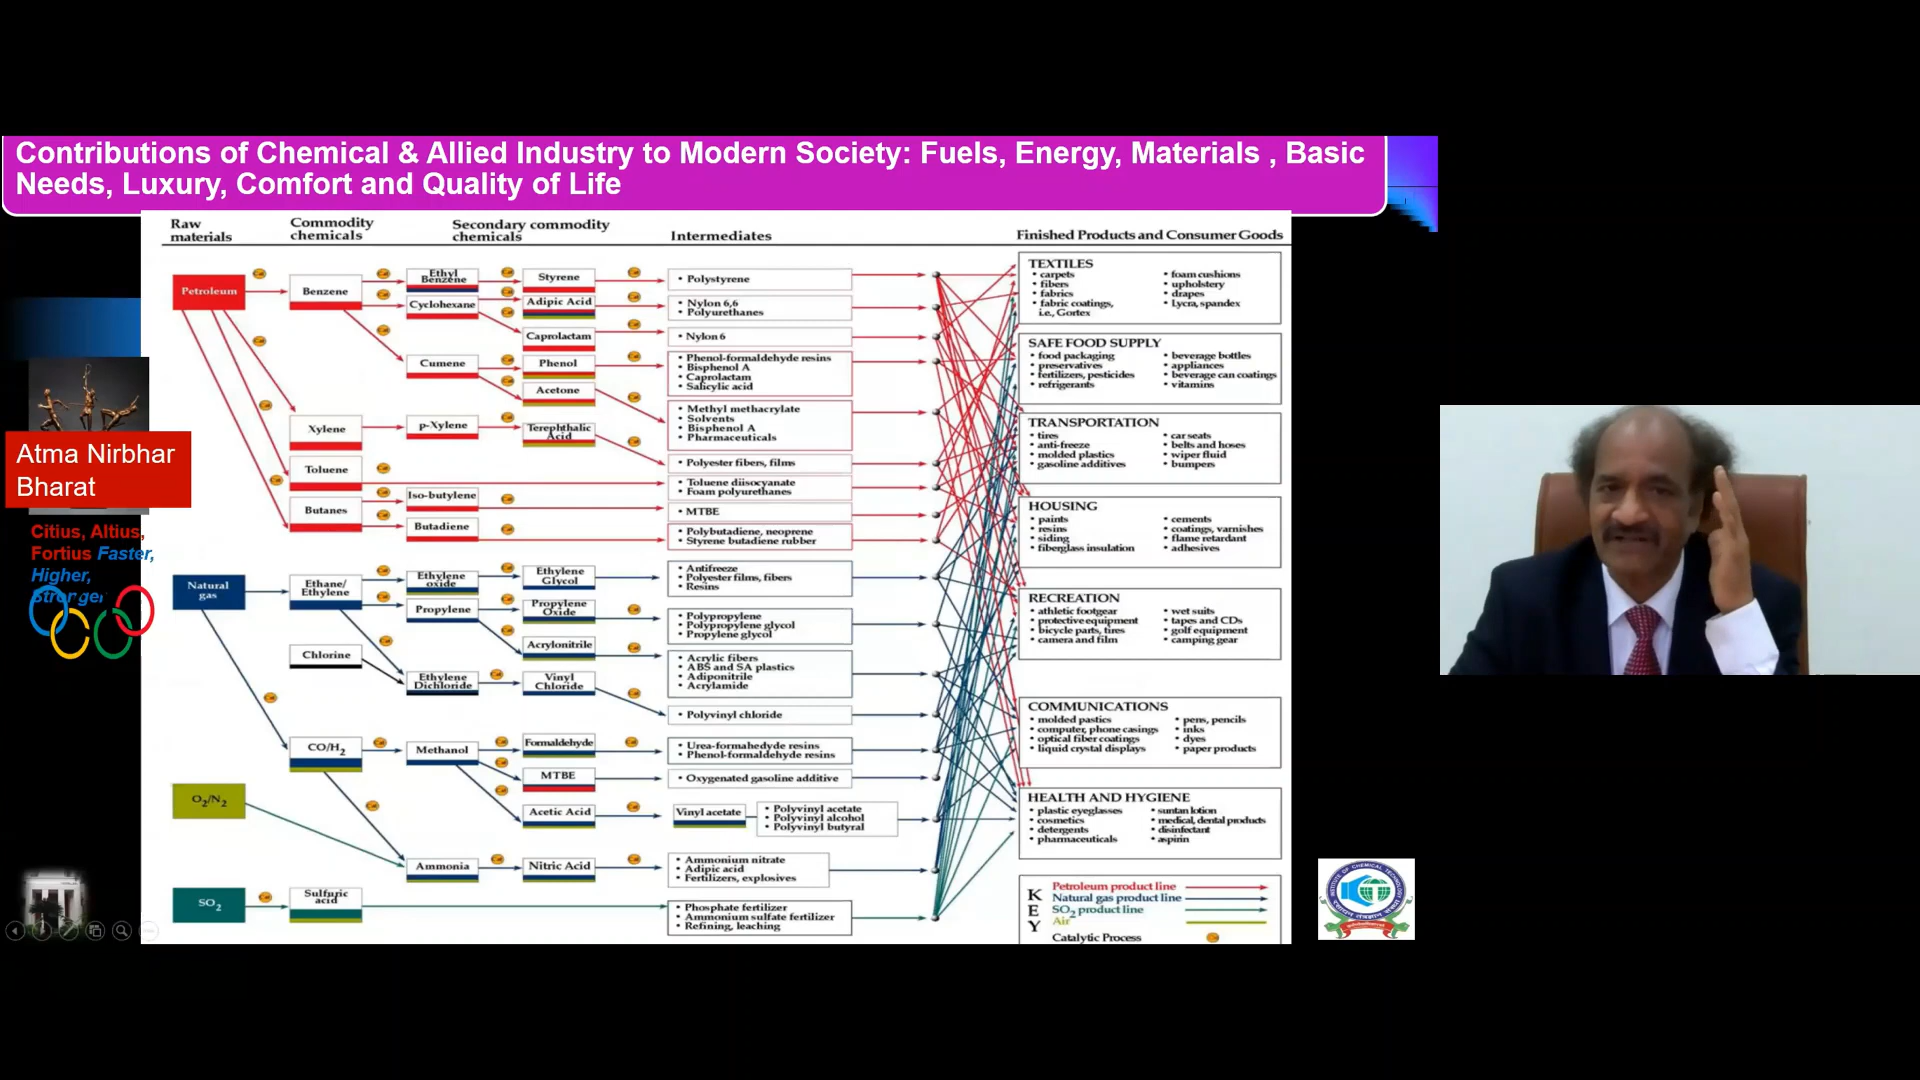 Contributions of Chemical & Allied Industry to Modern Society: Fuels, Energy, Materials , Basic
Needs, Luxury, Comfort and Quality of Life
Raw
materials
Commodity
chemicals
Secondary commodity
chemicals
Intermediates
Finished Products and Consumer Goods
Petroleum
Benzene
Ethyl
Benzene
Styrene
• Polystyrene
Cyclohexane
Adipic Acid
• Nylon 6,6
• Polyurethanes
Caprolactam
• Nylon 6
Cumene
Phenol
• Phenol-formaldehyde resins
• Bisphenol A
• Caprolactam
• Salicylic acid
Acetone
• Methyl methacrylate
• Solvents
• Bisphenol A
• Pharmaceuticals
Xylene
p-Xylene
Terephthalic
Acid
• Polyester fibers, films
Toluene
• Toluene diisocyanate
• Foam polyurethanes
Butanes
Iso-butylene
• MTBE
Butadiene
• Polybutadiene, neoprene
• Styrene butadiene rubber
Natural
gas
Ethane/
Ethylene
Ethylene
oxide
Ethylene
Glycol
• Antifreeze
• Polyester films, fibers
• Resins
Propylene
Propylene
Oxide
• Polypropylene
• Polypropylene glycol
• Propylene glycol
Acrylonitrile
• Acrylic fibers
• ABS and SA plastics
• Adiponitrile
• Acrylamide
Chlorine
Ethylene
Dichloride
Vinyl
Chloride
• Polyvinyl chloride
CO/H2
Methanol
Formaldehyde
• Urea-formahedyde resins
• Phenol-formaldehyde resins
MTBE
• Oxygenated gasoline additive
Acetic Acid
Vinyl acetate
• Polyvinyl acetate
• Polyvinyl alcohol
• Polyvinyl butyral
O2/N2
Ammonia
Nitric Acid
• Ammonium nitrate
• Adipic acid
• Fertilizers, explosives
SO2
Sulfuric
acid
• Phosphate fertilizer
• Ammonium sulfate fertilizer
• Refining, leaching
TEXTILES
• carpets
• fibers
• fabrics
• fabric coatings,
i.e., Gortex
• foam cushions
• upholstery
• drapes
• Lycra, spandex
SAFE FOOD SUPPLY
• food packaging
• preservatives
• fertilizers, pesticides
• refrigerants
• beverage bottles
• appliances
• beverage can coatings
• vitamins
TRANSPORTATION
• tires
• anti-freeze
• molded plastics
• gasoline additives
• car seats
• belts and hoses
• wiper fluid
• bumpers
HOUSING
• paints
• resins
• siding
• fiberglass insulation
• cements
• coatings, varnishes
• flame retardant
• adhesives
RECREATION
• athletic footgear
• protective equipment
• bicycle parts, tires
• camera and film
• wet suits
• tapes and CDs
• golf equipment
• camping gear
COMMUNICATIONS
• molded pastics
• computer, phone casings
• optical fiber coatings
• liquid crystal displays
• pens, pencils
• inks
• dyes
• paper products
HEALTH AND HYGIENE
• plastic eyeglasses
• cosmetics
• detergents
• pharmaceuticals
• suntan lotion
• medical, dental products
• disinfectant
• aspirin
KEY
Petroleum product line
Natural gas product line
SO2 product line
Air
Catalytic Process
Atma Nirbhar
Bharat
Citius, Altius,
Fortius Faster,
Higher,
Stronger